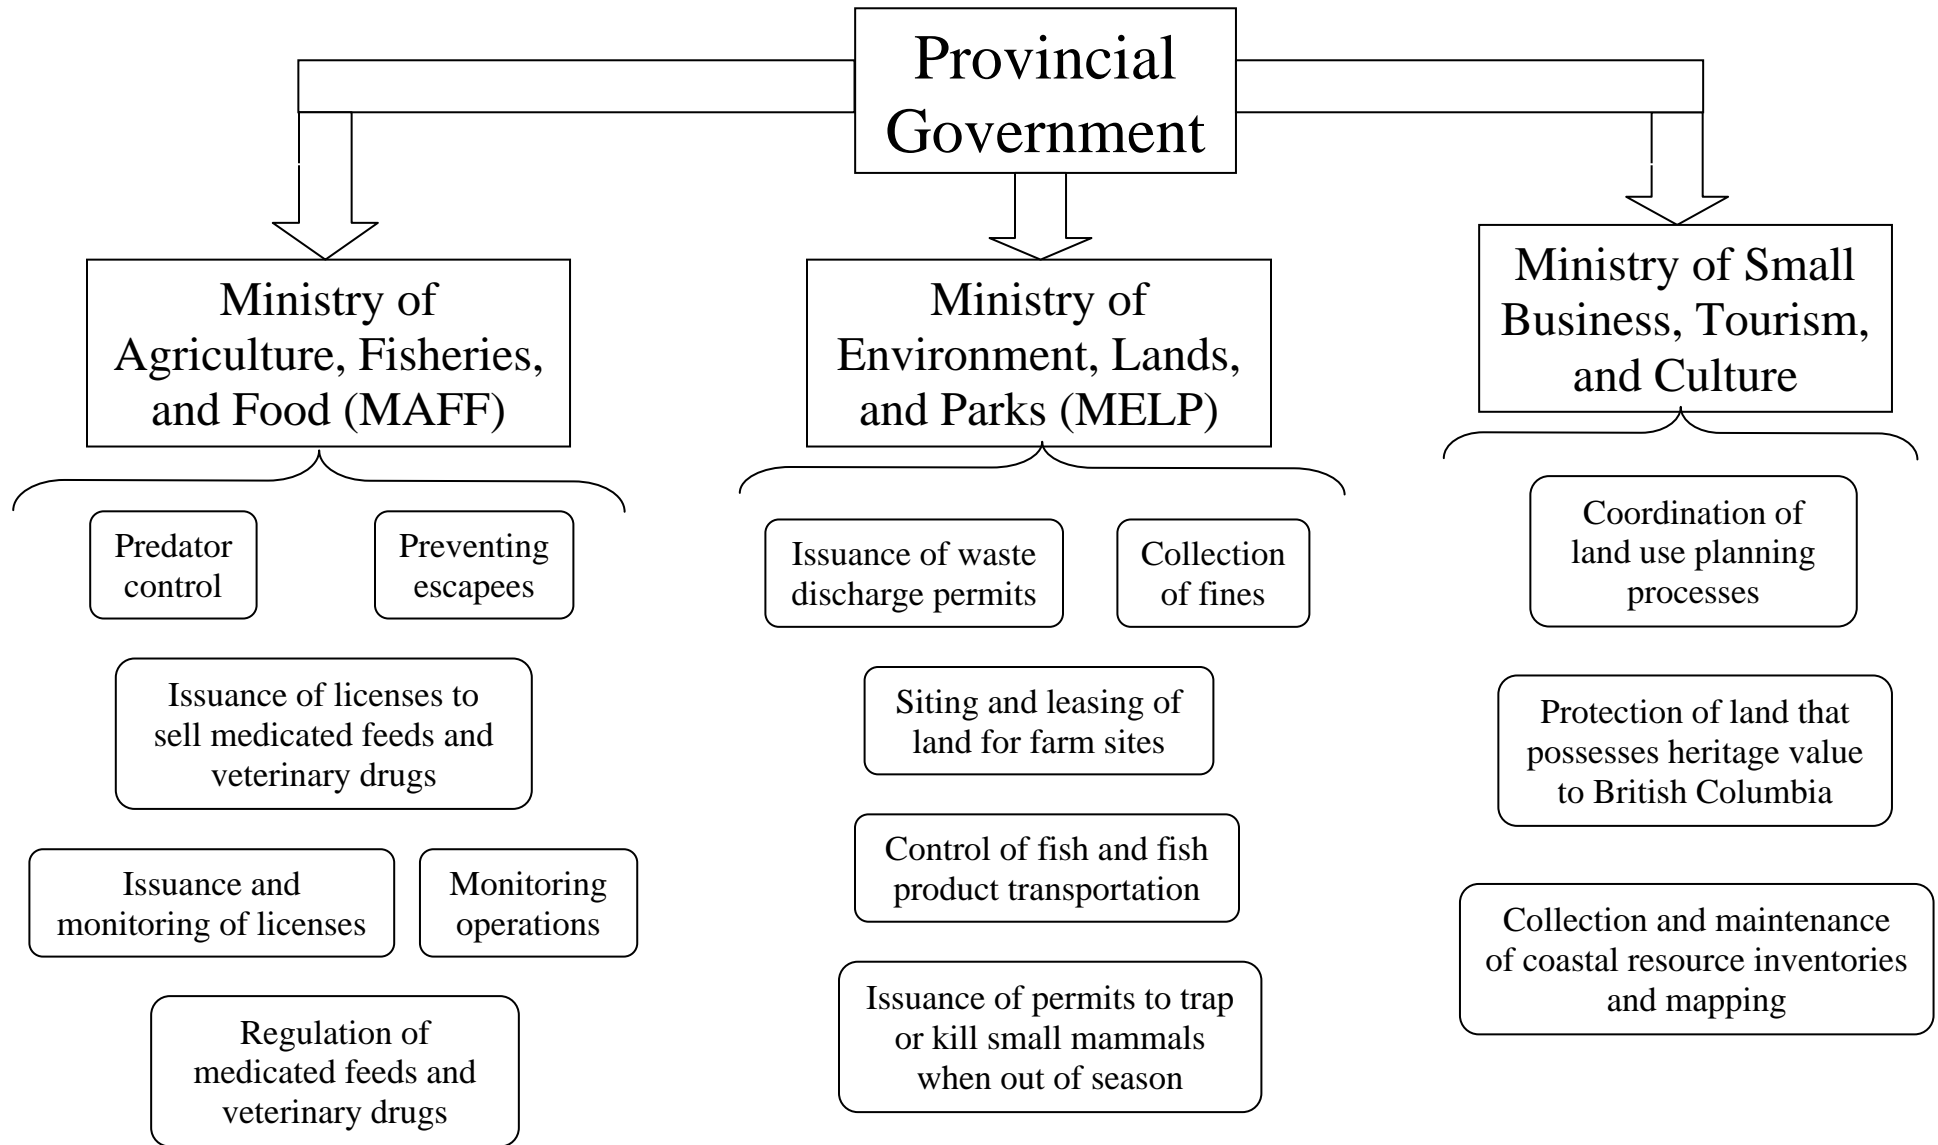 Provincial
Government
Ministry of
Agriculture, Fisheries,
and Food (MAFF)
Ministry of
Environment, Lands,
and Parks (MELP)
Ministry of Small
Business, Tourism,
and Culture
Predator
control
Preventing
escapees
Issuance of licenses to
sell medicated feeds and
veterinary drugs
Issuance and
monitoring of licenses
Monitoring
operations
Regulation of
medicated feeds and
veterinary drugs
Issuance of waste
discharge permits
Collection
of fines
Siting and leasing of
land for farm sites
Control of fish and fish
product transportation
Issuance of permits to trap
or kill small mammals
when out of season
Coordination of
land use planning
processes
Protection of land that
possesses heritage value
to British Columbia
Collection and maintenance
of coastal resource inventories
and mapping